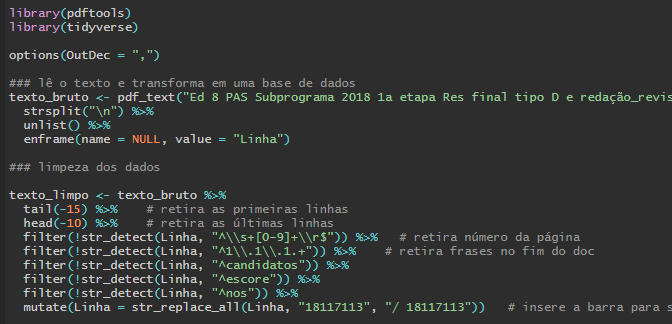 library(pdftools)
library(tidyverse)
options(OutDec = ",")
### lê o texto e transforma em uma base de dados
texto_bruto <- pdf_text("Ed 8 PAS Subprograma 2018 1a etapa Res final tipo D e redação_revis
strsplit("\n") %>%
unlist() %>%
enframe(name = NULL, value = "Linha")
### limpeza dos dados
texto_limpo <- texto_bruto %>%
tail(-15) %>% # retira as primeiras linhas
head(-10) %>% # retira as últimas linhas
filter(!str_detect(Linha, "^\\s+[0-9]+\\r$")) %>% # retira número da página
filter(!str_detect(Linha, "^1\\.1\\.1.+")) %>% # retira frases no fim do doc
filter(!str_detect(Linha, "^candidatos")) %>%
filter(!str_detect(Linha, "^escore")) %>%
filter(!str_detect(Linha, "^nos")) %>%
mutate(Linha = str_replace_all(Linha, "18117113", "/ 18117113")) # insere a barra para s